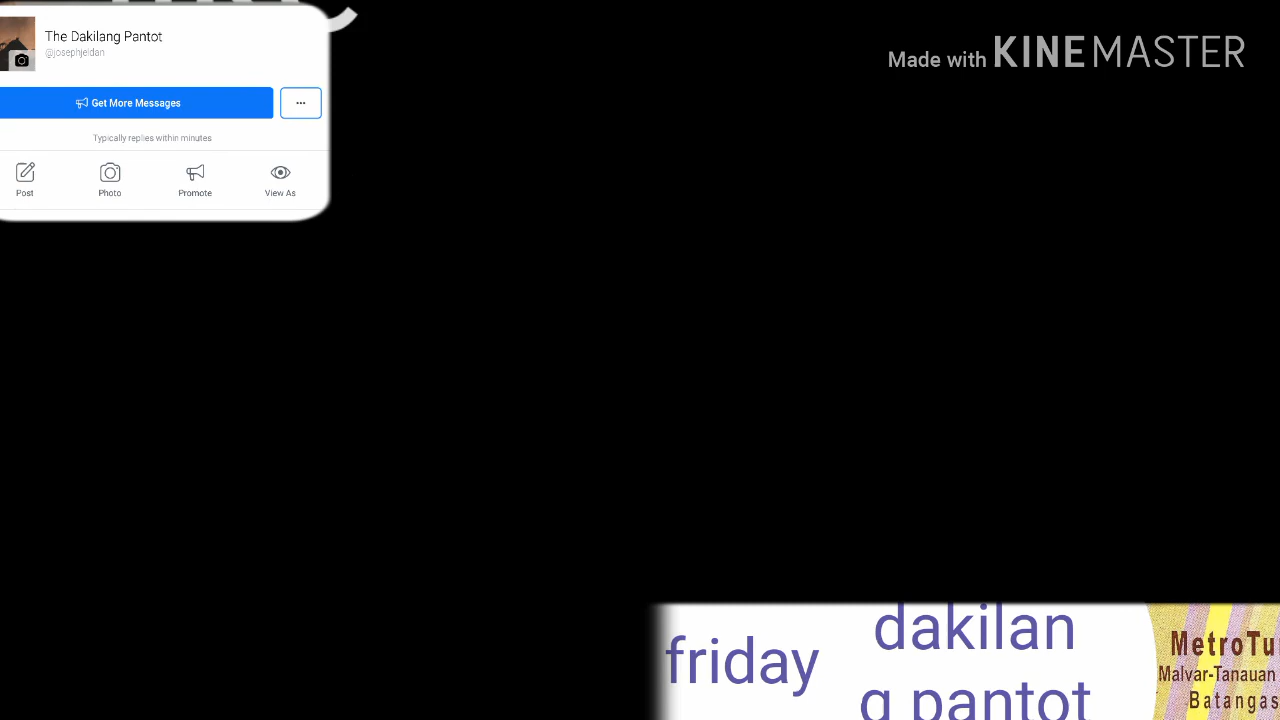 The Dakilang Pantot
@josephjeldan
Get More Messages
...
Typically replies within minutes
Post
Photo
Promote
View As
Made with KINEMASTER
friday
dakilan
g pantot
MetroTu
Malvar-Tanauan
Batangas